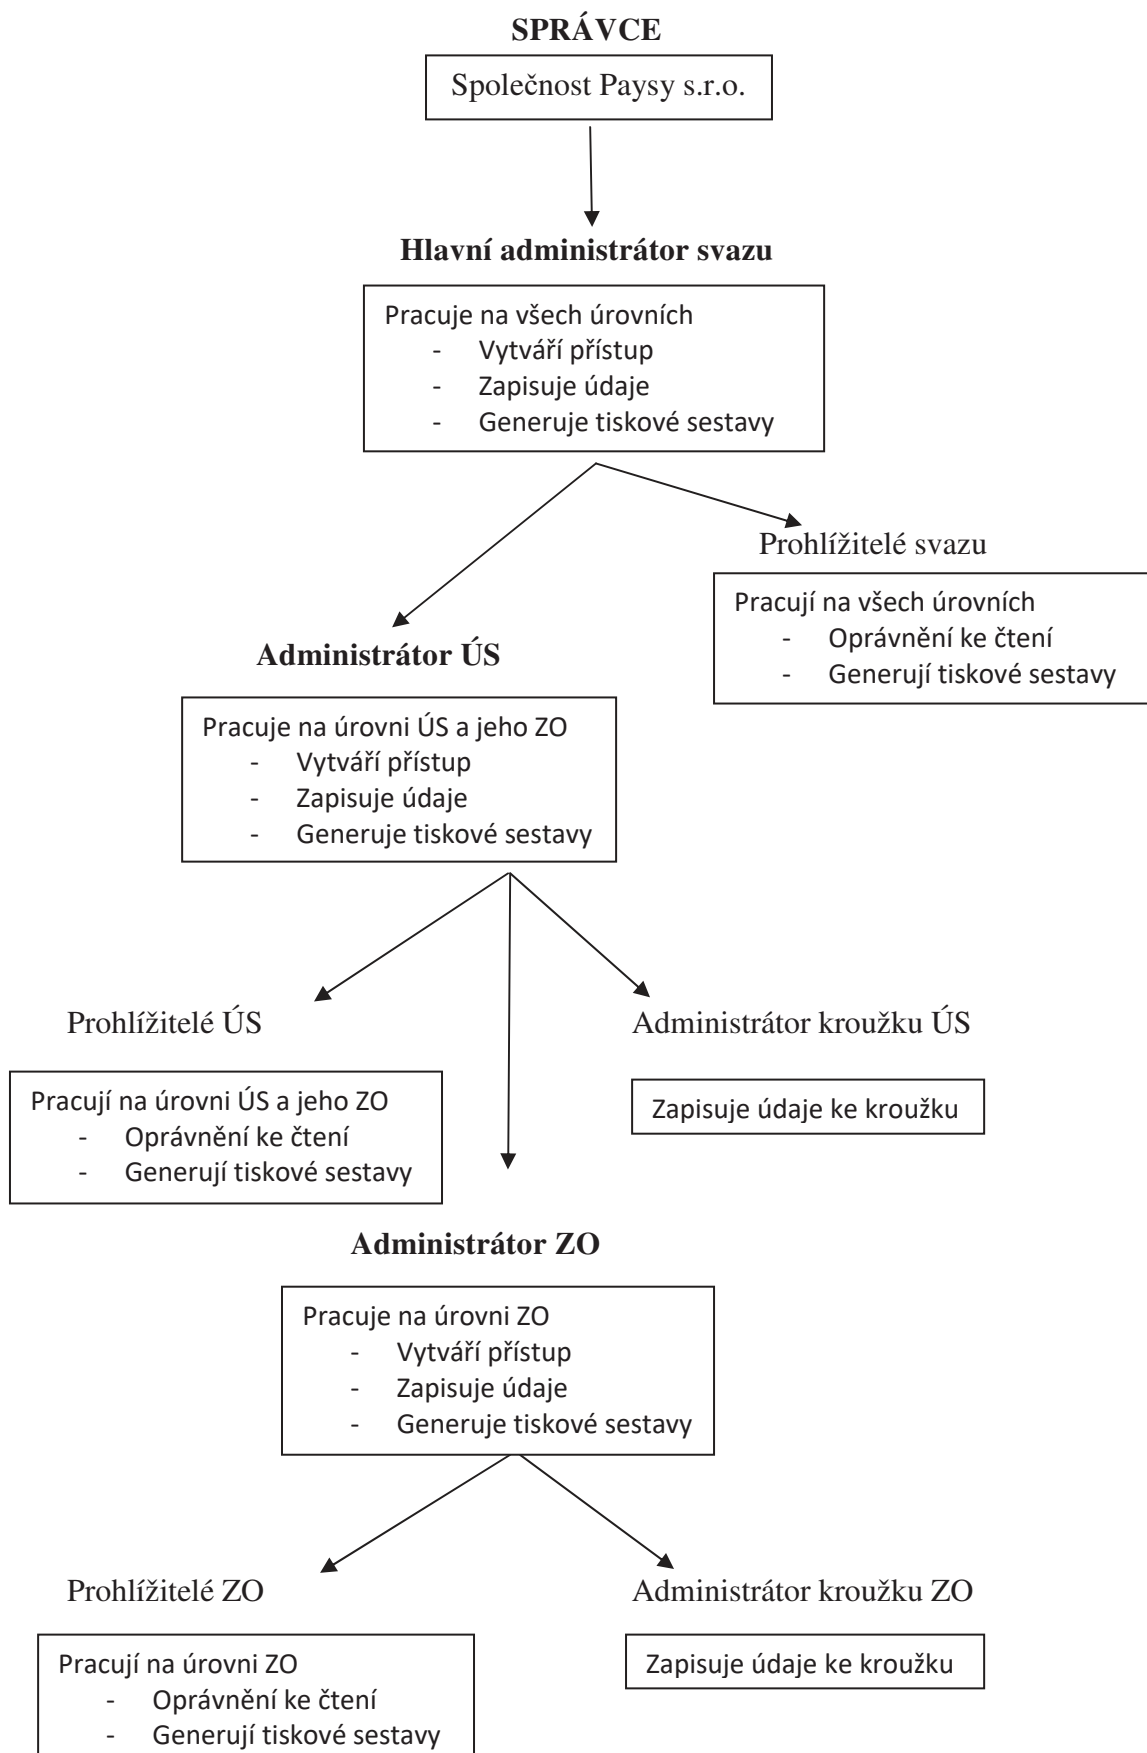 SPRÁVCE
Společnost Paysy s.r.o.
Hlavní administrátor svazu
Pracuje na všech úrovních
- Vytváří přístup
- Zapisuje údaje
- Generuje tiskové sestavy
Prohlížitelé svazu
Pracují na všech úrovních
- Oprávnění ke čtení
- Generují tiskové sestavy
Administrátor ÚS
Pracuje na úrovni ÚS a jeho ZO
- Vytváří přístup
- Zapisuje údaje
- Generuje tiskové sestavy
Prohlížitelé ÚS
Pracují na úrovni ÚS a jeho ZO
- Oprávnění ke čtení
- Generují tiskové sestavy
Administrátor kroužku ÚS
Zapisuje údaje ke kroužku
Administrátor ZO
Pracuje na úrovni ZO
- Vytváří přístup
- Zapisuje údaje
- Generuje tiskové sestavy
Prohlížitelé ZO
Pracují na úrovni ZO
- Oprávnění ke čtení
- Generují tiskové sestavy
Administrátor kroužku ZO
Zapisuje údaje ke kroužku